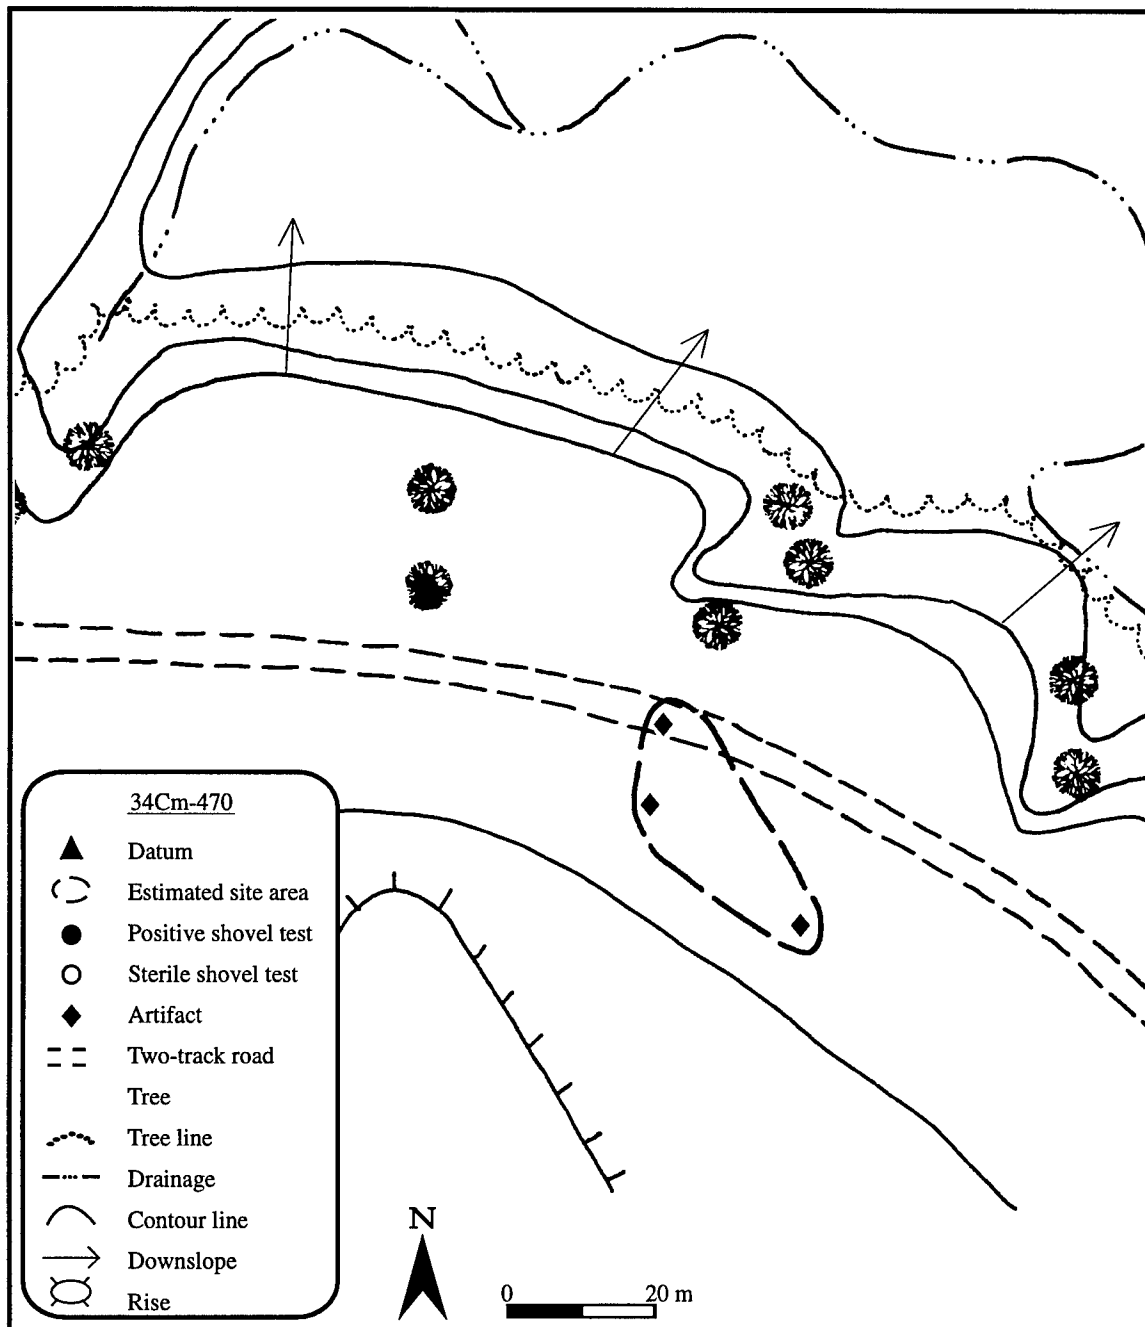 34Cm-470
Datum
Estimated site area
Positive shovel test
Sterile shovel test
Artifact
Two-track road
Tree
Tree line
Drainage
Contour line
Downslope
Rise
N
0 20 m